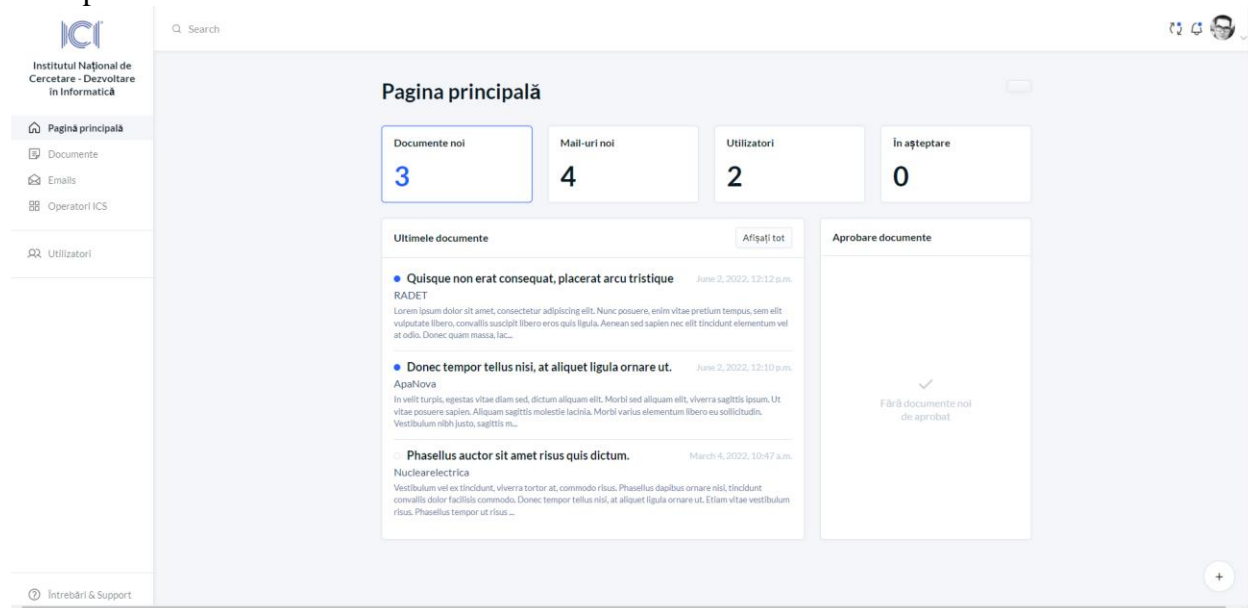 ICI
Institutul Național de
Cercetare - Dezvoltare
în Informatică
Pagină principală
Documente
Emails
Operatori ICS
Utilizatori
Întrebări & Support
Search
Pagina principală
Documente noi
3
Mail-uri noi
4
Utilizatori
2
În așteptare
0
Ultimele documente
Afișați tot
Quisque non erat consequat, placerat arcu tristique
June 2, 2022, 12:12 p.m.
RADET
Lorem ipsum dolor sit amet, consectetur adipiscing elit. Nunc posuere, enim vitae pretium tempus, sem elit
vulputate libero, convallis suscipit libero eros quis ligula. Aenean sed sapien nec elit tincidunt elementum vel
at odio. Donec quam massa, lac...
Donec tempor tellus nisi, at aliquet ligula ornare ut.
June 2, 2022, 12:10 p.m.
ApaNova
In velit turpis, egestas vitae diam sed, dictum aliquam elit. Morbi sed aliquam elit, viverra sagittis ipsum. Ut
vitae posuere sapien. Aliquam sagittis molestie lacinia. Morbi varius elementum libero eu sollicitudin.
Vestibulum nibh justo, sagittis m...
Phasellus auctor sit amet risus quis dictum.
March 4, 2022, 10:47 a.m.
Nuclearelectrica
Vestibulum vel ex tincidunt, viverra tortor at, commodo risus. Phasellus dapibus ornare nisi, tincidunt
convallis dolor facilisis commodo. Donec tempor tellus nisi, at aliquet ligula ornare ut. Etiam vitae vestibulum
risus. Phasellus tempor ut risus ...
Aprobare documente
Fără documente noi
de aprobat